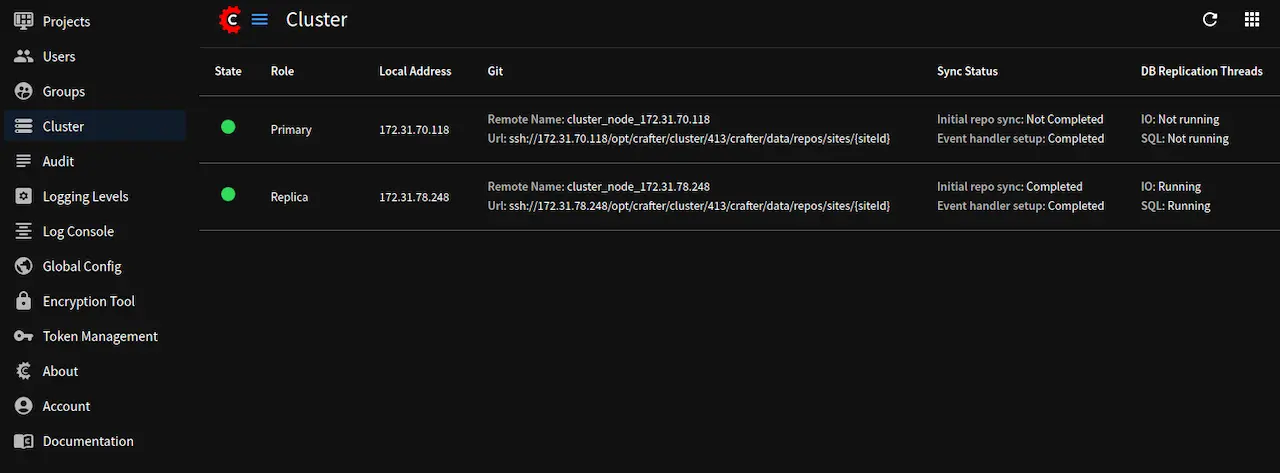 Projects
Users
Groups
Cluster
Audit
Logging Levels
Log Console
Global Config
Encryption Tool
Token Management
About
Account
Documentation
C Cluster
State Role Local Address Git Sync Status DB Replication Threads
Primary 172.31.70.118
Remote Name: cluster_node_172.31.70.118
Url: ssh://172.31.70.118/opt/crafter/cluster/413/crafter/data/repos/sites/{siteId}
Initial repo sync: Not Completed
Event handler setup: Completed
IO: Not running
SQL: Not running
Replica 172.31.78.248
Remote Name: cluster_node_172.31.78.248
Url: ssh://172.31.78.248/opt/crafter/cluster/413/crafter/data/repos/sites/{siteId}
Initial repo sync: Completed
Event handler setup: Completed
IO: Running
SQL: Running